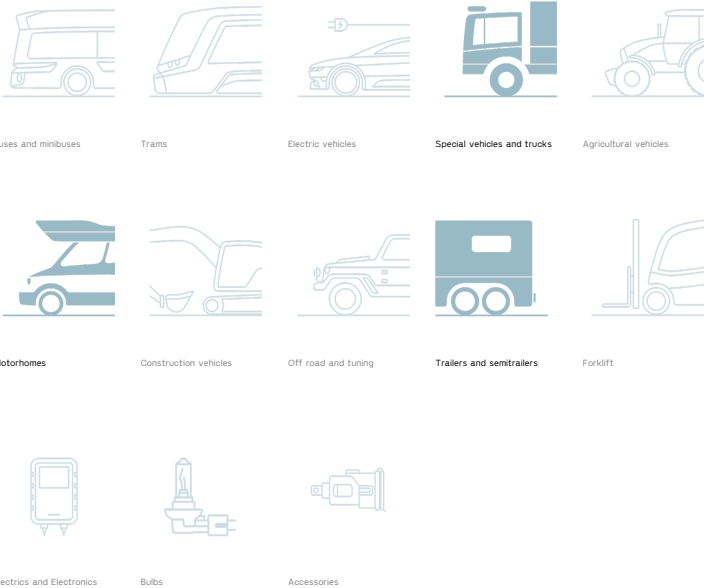 uses and minibuses
Trams
Electric vehicles
Special vehicles and trucks
Agricultural vehicles
Motorhomes
Construction vehicles
Off road and tuning
Trailers and semitrailers
Forklift
ectrics and Electronics
Bulbs
Accessories